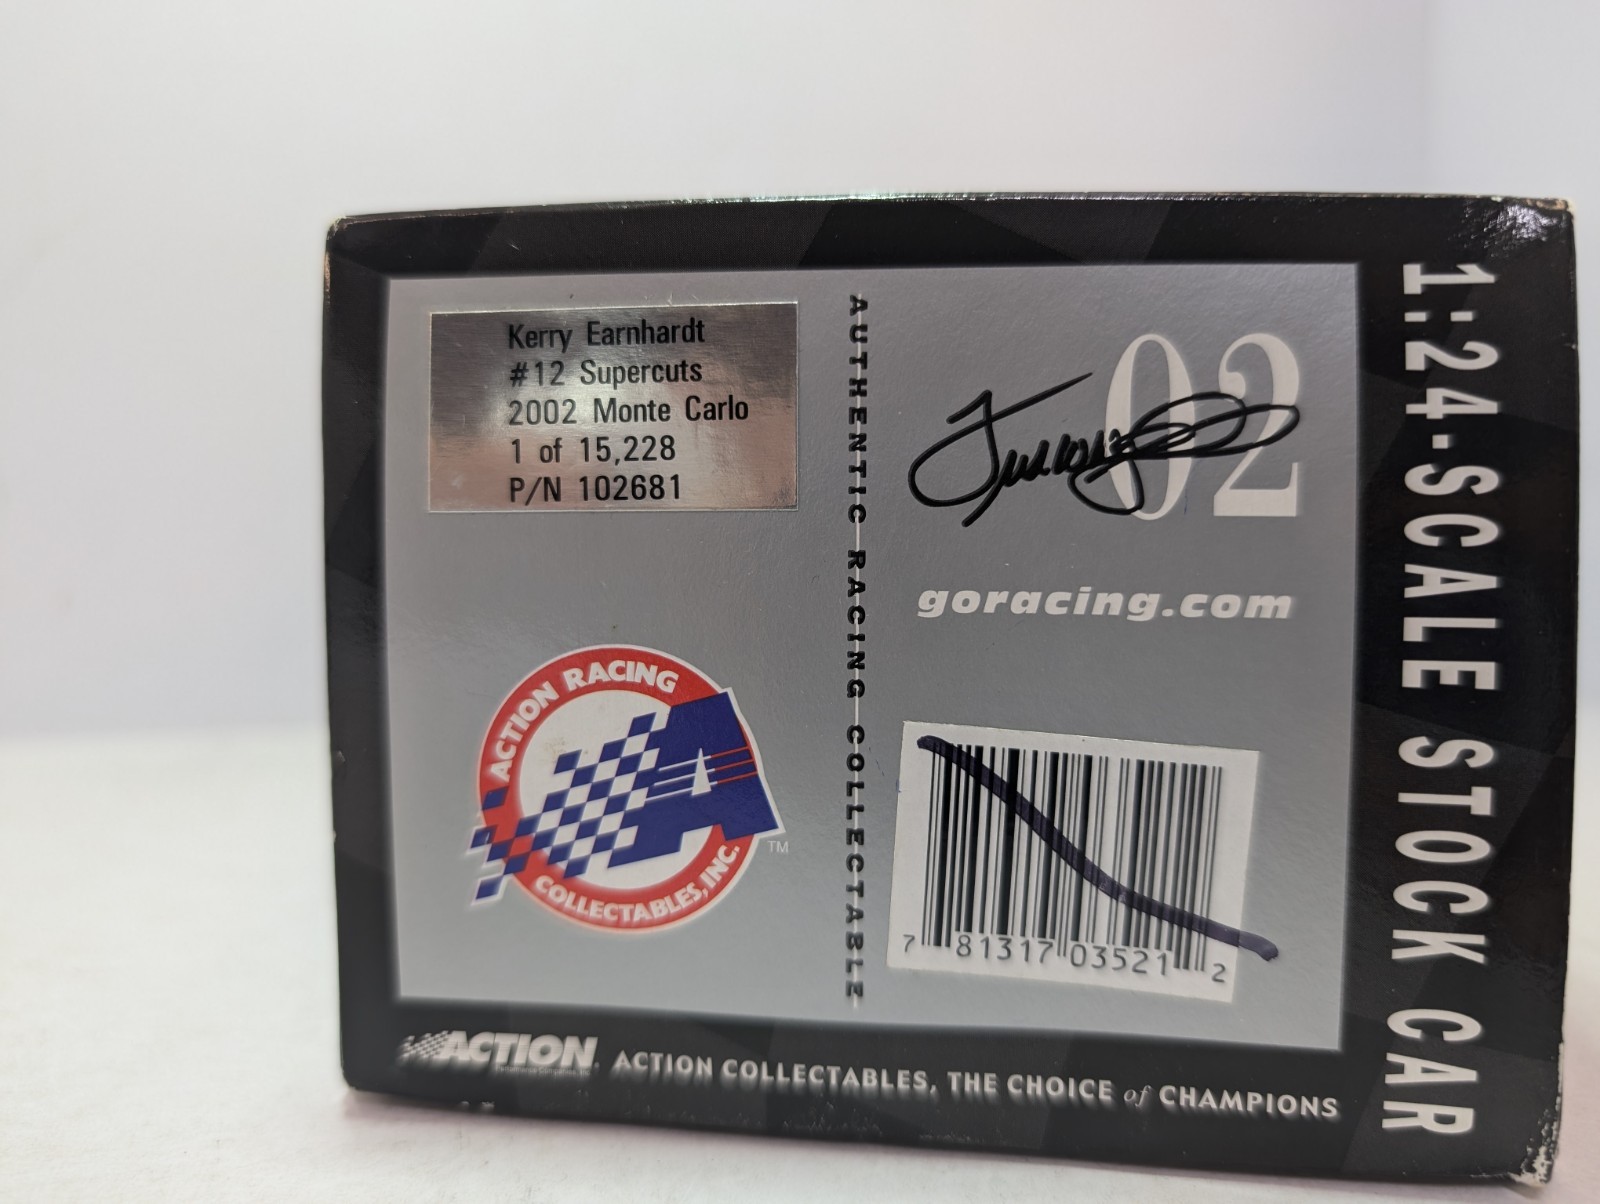 Kerry Earnhardt
#12 Supercuts
2002 Monte Carlo
1 of 15,228
P/N 102681
ACTION RACING
COLLECTABLES, INC.
TM
AUTHENTIC RACING COLLECTABLE
02
goracing.com
7 81317 03521 2
ACTION
ACTION COLLECTABLES, THE CHOICE of CHAMPIONS
1:24-SCALE STOCK CAR